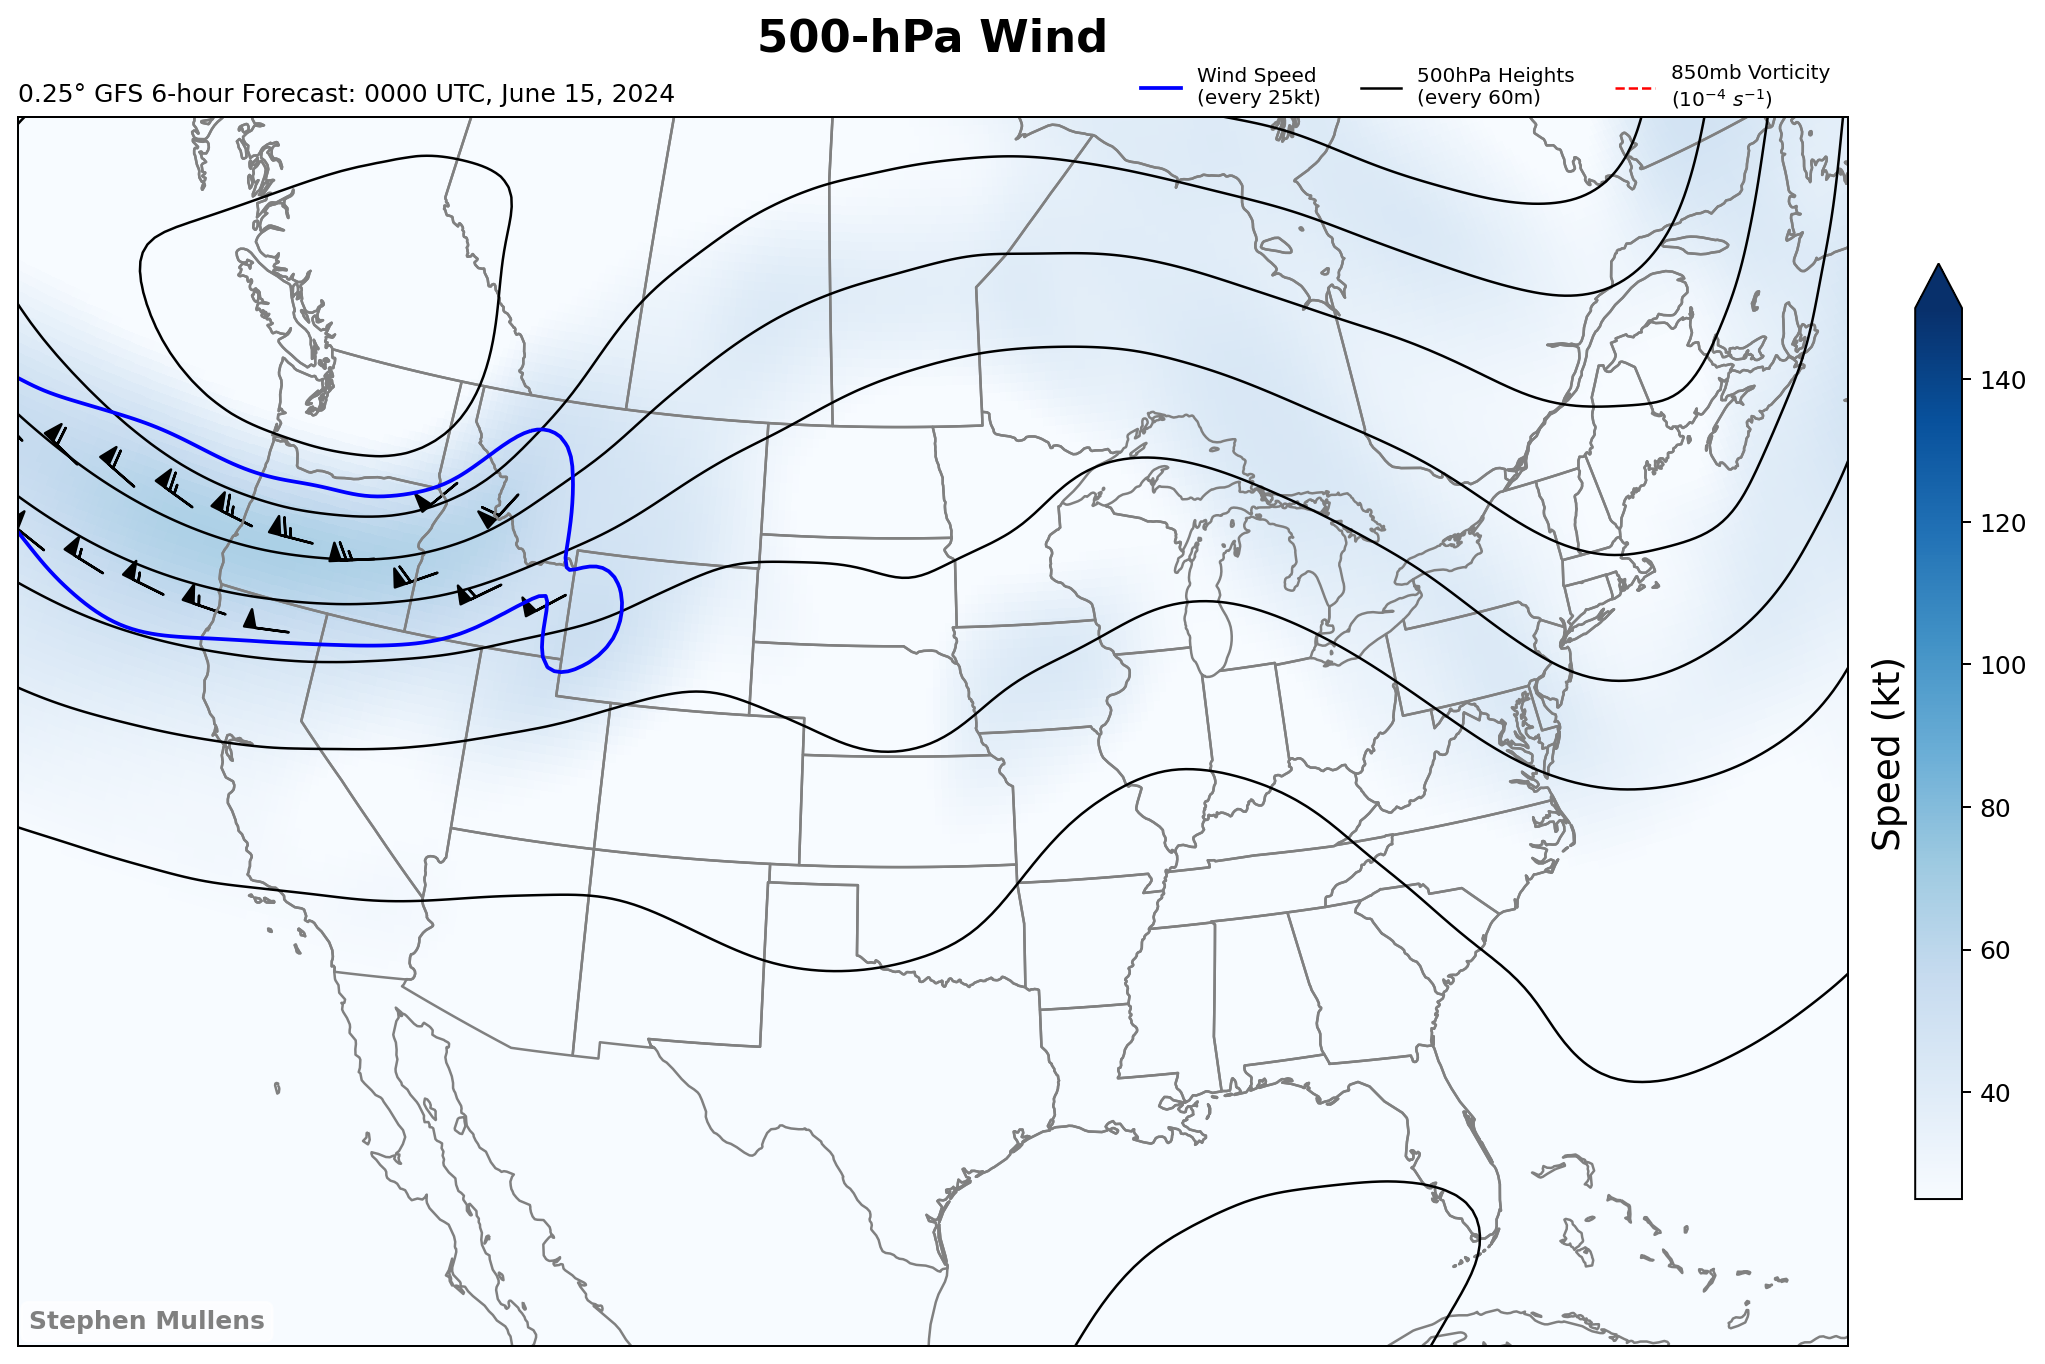 500-hPa Wind
0.25° GFS 6-hour Forecast: 0000 UTC, June 15, 2024
Wind Speed
(every 25kt)
500hPa Heights
(every 60m)
850mb Vorticity
(10⁻⁴ s⁻¹)
140
120
100
80
60
40
Speed (kt)
Stephen Mullens